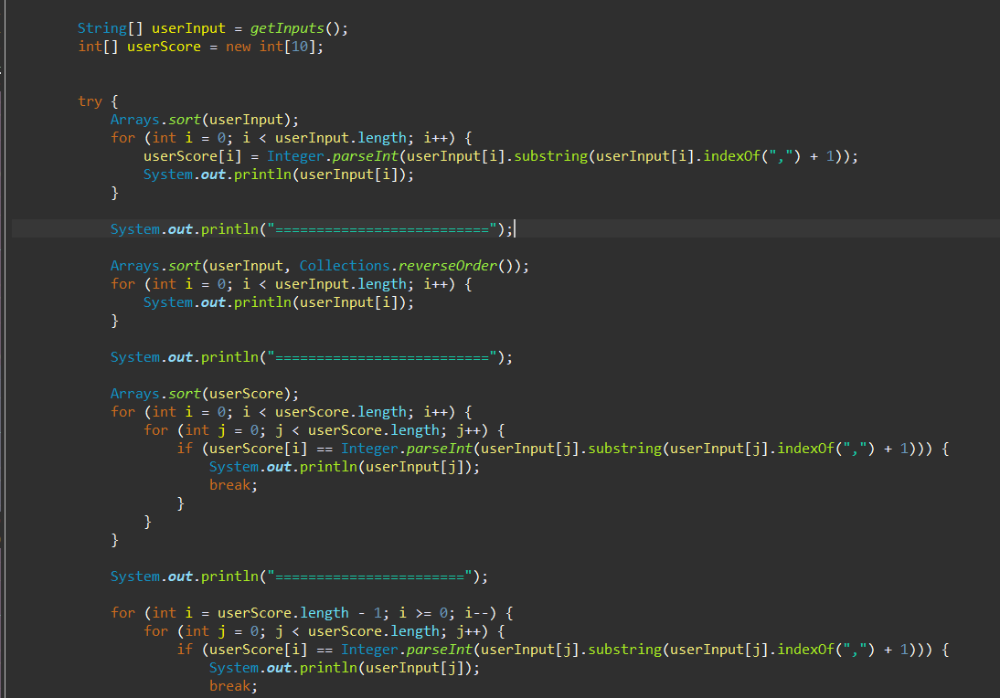 String[] userInput = getInputs();
int[] userScore = new int[10];
try {
Arrays.sort(userInput);
for (int i = 0; i < userInput.length; i++) {
userScore[i] = Integer.parseInt(userInput[i].substring(userInput[i].indexOf(",") + 1));
System.out.println(userInput[i]);
}
System.out.println("==========================");
Arrays.sort(userInput, Collections.reverseOrder());
for (int i = 0; i < userInput.length; i++) {
System.out.println(userInput[i]);
}
System.out.println("==========================");
Arrays.sort(userScore);
for (int i = 0; i < userScore.length; i++) {
for (int j = 0; j < userScore.length; j++) {
if (userScore[i] == Integer.parseInt(userInput[j].substring(userInput[j].indexOf(",") + 1))) {
System.out.println(userInput[j]);
break;
}
}
}
System.out.println("=======================");
for (int i = userScore.length - 1; i >= 0; i--) {
for (int j = 0; j < userScore.length; j++) {
if (userScore[i] == Integer.parseInt(userInput[j].substring(userInput[j].indexOf(",") + 1))) {
System.out.println(userInput[j]);
break;